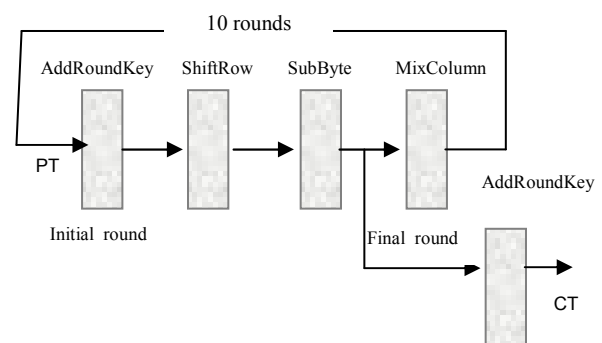 10 rounds
AddRoundKey ShiftRow SubByte MixColumn
PT
AddRoundKey
Initial round
Final round
CT